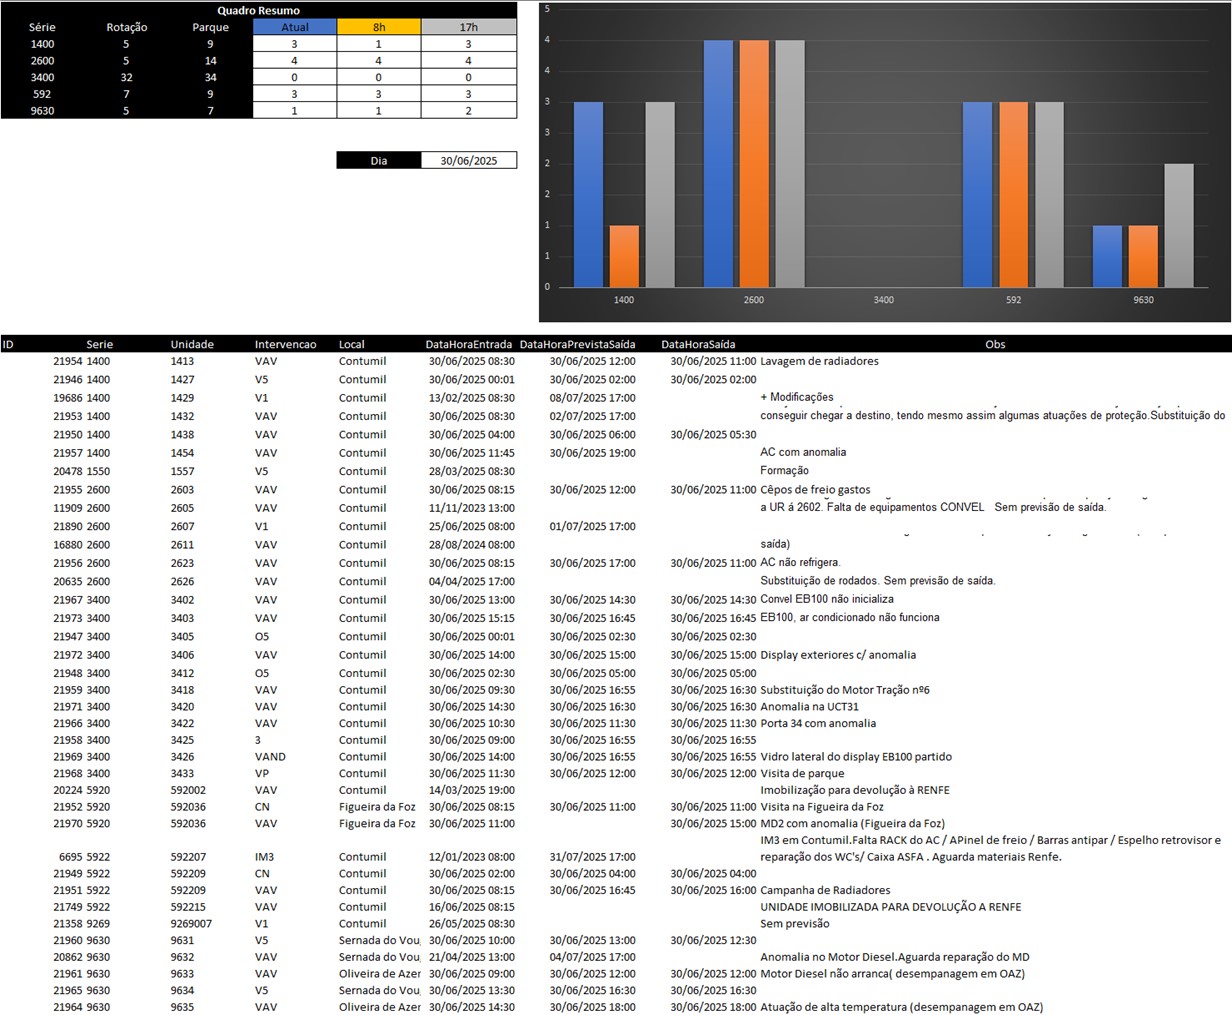 Quadro Resumo
Série Rotação Parque Atual 8h 17h
1400 5 9 3 1 3
2600 5 14 4 4 4
3400 32 34 0 0 0
592 7 9 3 3 3
9630 5 7 1 1 2
Dia 30/06/2025
5
4
4
3
3
2
2
1
1
0
1400 2600 3400 592 9630
ID Serie Unidade Intervencao Local DataHoraEntrada DataHoraPrevistaSaída DataHoraSaída Obs
21954 1400 1413 VAV Contumil 30/06/2025 08:30 30/06/2025 12:00 30/06/2025 11:00 Lavagem de radiadores
21946 1400 1427 V5 Contumil 30/06/2025 00:01 30/06/2025 02:00 30/06/2025 02:00
19686 1400 1429 V1 Contumil 13/02/2025 08:30 08/07/2025 17:00 + Modificações
21953 1400 1432 VAV Contumil 30/06/2025 08:30 02/07/2025 17:00 conseguir chegar a destino, tendo mesmo assim algumas atuações de proteção.Substituição do
21950 1400 1438 VAV Contumil 30/06/2025 04:00 30/06/2025 06:00 30/06/2025 05:30
21957 1400 1454 VAV Contumil 30/06/2025 11:45 30/06/2025 19:00 AC com anomalia
20478 1550 1557 V5 Contumil 28/03/2025 08:30 Formação
21955 2600 2603 VAV Contumil 30/06/2025 08:15 30/06/2025 12:00 30/06/2025 11:00 Cêpos de freio gastos
11909 2600 2605 VAV Contumil 11/11/2023 13:00 a UR á 2602. Falta de equipamentos CONVEL Sem previsão de saída.
21890 2600 2607 V1 Contumil 25/06/2025 08:00 01/07/2025 17:00
16880 2600 2611 VAV Contumil 28/08/2024 08:00 saída)
21956 2600 2623 VAV Contumil 30/06/2025 08:15 30/06/2025 17:00 30/06/2025 11:00 AC não refrigera.
20635 2600 2626 VAV Contumil 04/04/2025 17:00 Substituição de rodados. Sem previsão de saída.
21967 3400 3402 VAV Contumil 30/06/2025 13:00 30/06/2025 14:30 30/06/2025 14:30 Convel EB100 não inicializa
21973 3400 3403 VAV Contumil 30/06/2025 15:15 30/06/2025 16:45 30/06/2025 16:45 EB100, ar condicionado não funciona
21947 3400 3405 O5 Contumil 30/06/2025 00:01 30/06/2025 02:30 30/06/2025 02:30
21972 3400 3406 VAV Contumil 30/06/2025 14:00 30/06/2025 15:00 30/06/2025 15:00 Display exteriores c/ anomalia
21948 3400 3412 O5 Contumil 30/06/2025 02:30 30/06/2025 05:00 30/06/2025 05:00
21959 3400 3418 VAV Contumil 30/06/2025 09:30 30/06/2025 16:55 30/06/2025 16:30 Substituição do Motor Tração nº6
21971 3400 3420 VAV Contumil 30/06/2025 14:30 30/06/2025 16:30 30/06/2025 16:30 Anomalia na UCT31
21966 3400 3422 VAV Contumil 30/06/2025 10:30 30/06/2025 11:30 30/06/2025 11:30 Porta 34 com anomalia
21958 3400 3425 3 Contumil 30/06/2025 09:00 30/06/2025 16:55 30/06/2025 16:55
21969 3400 3426 VAND Contumil 30/06/2025 14:00 30/06/2025 16:55 30/06/2025 16:55 Vidro lateral do display EB100 partido
21968 3400 3433 VP Contumil 30/06/2025 11:30 30/06/2025 12:00 30/06/2025 12:00 Visita de parque
20224 5920 592002 VAV Contumil 14/03/2025 19:00 Imobilização para devolução à RENFE
21952 5920 592036 CN Figueira da Foz 30/06/2025 08:15 30/06/2025 11:00 30/06/2025 11:00 Visita na Figueira da Foz
21970 5920 592036 VAV Figueira da Foz 30/06/2025 11:00 30/06/2025 15:00 MD2 com anomalia (Figueira da Foz)
IM3 em Contumil.Falta RACK do AC / APinel de freio / Barras antipar / Espelho retrovisor e
6695 5922 592207 IM3 Contumil 12/01/2023 08:00 31/07/2025 17:00 reparação dos WC's/ Caixa ASFA . Aguarda materiais Renfe.
21949 5922 592209 CN Contumil 30/06/2025 02:00 30/06/2025 04:00 30/06/2025 04:00
21951 5922 592209 VAV Contumil 30/06/2025 08:15 30/06/2025 16:45 30/06/2025 16:00 Campanha de Radiadores
21749 5922 592215 VAV Contumil 16/06/2025 08:15 UNIDADE IMOBILIZADA PARA DEVOLUÇÃO A RENFE
21358 9269 9269007 V1 Contumil 26/05/2025 08:30 Sem previsão
21960 9630 9631 V5 Sernada do Vou 30/06/2025 10:00 30/06/2025 13:00 30/06/2025 12:30
20862 9630 9632 VAV Sernada do Vou 21/04/2025 13:00 04/07/2025 17:00 Anomalia no Motor Diesel.Aguarda reparação do MD
21961 9630 9633 VAV Oliveira de Azer 30/06/2025 09:00 30/06/2025 12:00 30/06/2025 12:00 Motor Diesel não arranca( desempanagem em OAZ)
21963 9630 9634 V5 Sernada do Vou 30/06/2025 13:30 30/06/2025 16:30 30/06/2025 16:30
21964 9630 9635 VAV Oliveira de Azer 30/06/2025 14:30 30/06/2025 18:00 30/06/2025 18:00 Atuação de alta temperatura (desempanagem em OAZ)